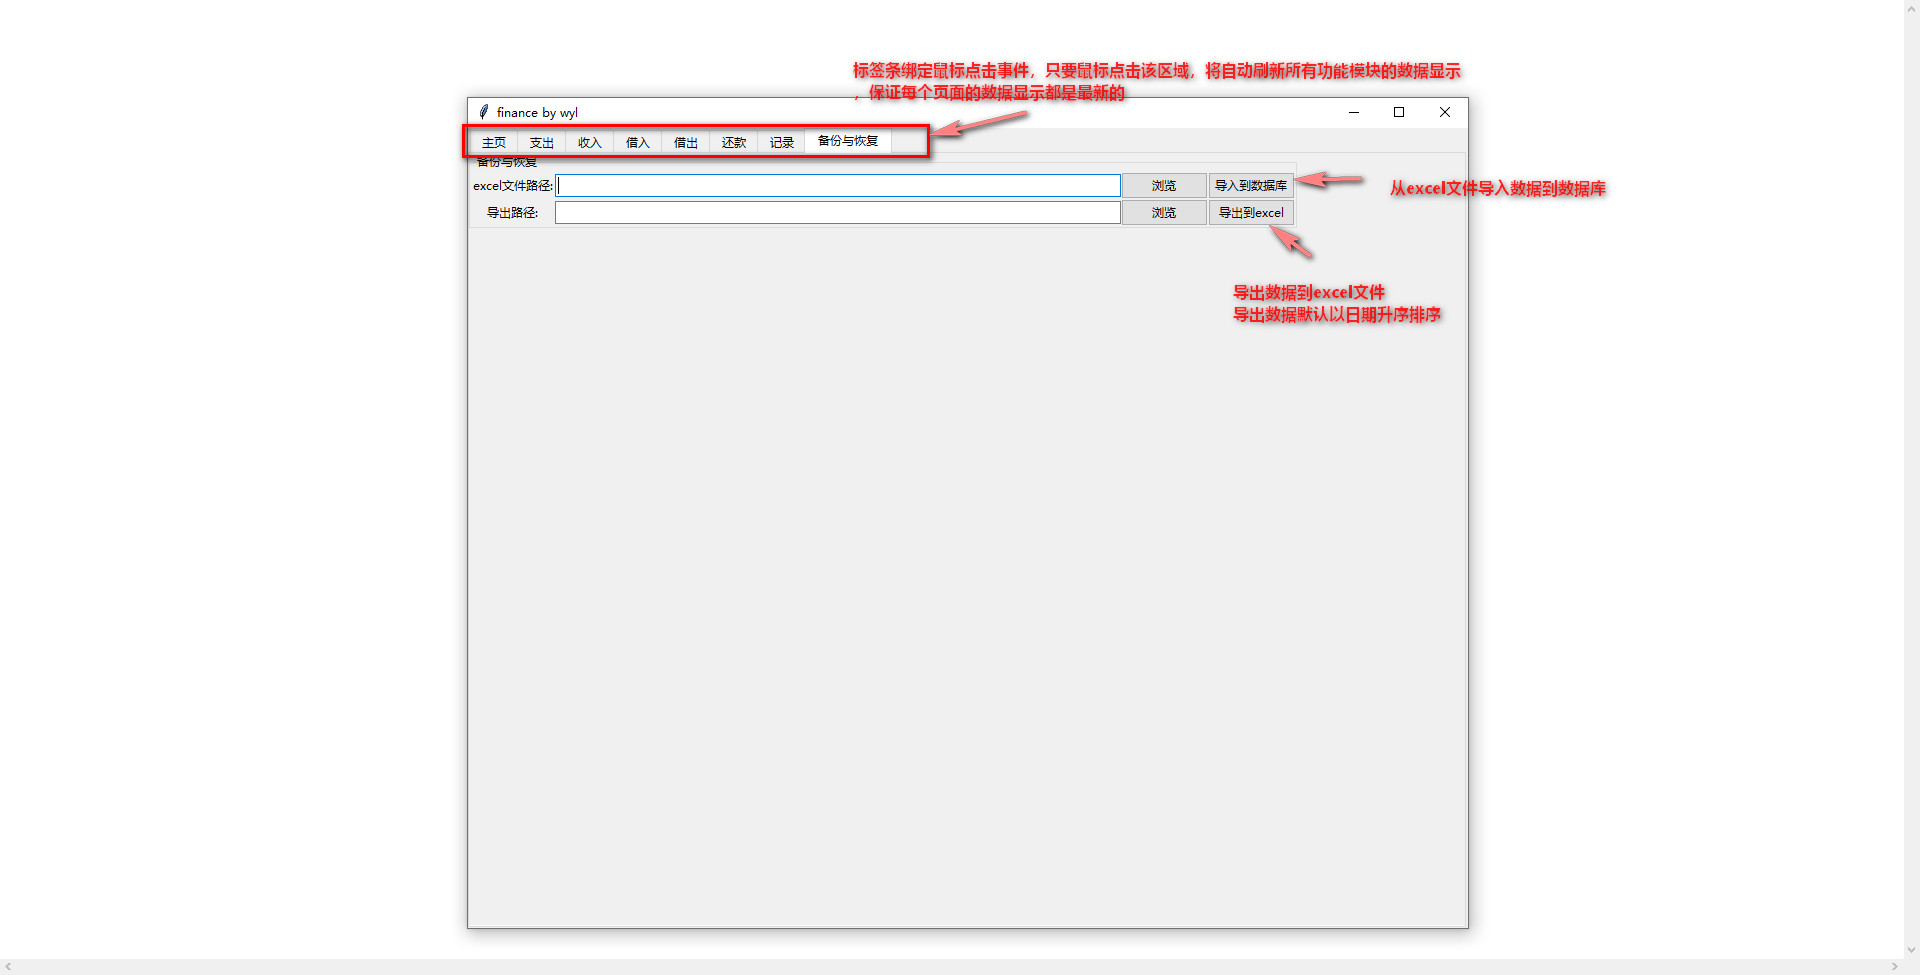 标签条绑定鼠标点击事件，只要鼠标点击该区域，将自动刷新所有功能模块的数据显示
，保证每个页面的数据显示都是最新的
finance by wyl
主页 支出 收入 借入 借出 还款 记录 备份与恢复
备份与恢复
excel文件路径: 浏览 导入到数据库
从excel文件导入数据到数据库
导出路径: 浏览 导出到excel
导出数据到excel文件
导出数据默认以日期升序排序